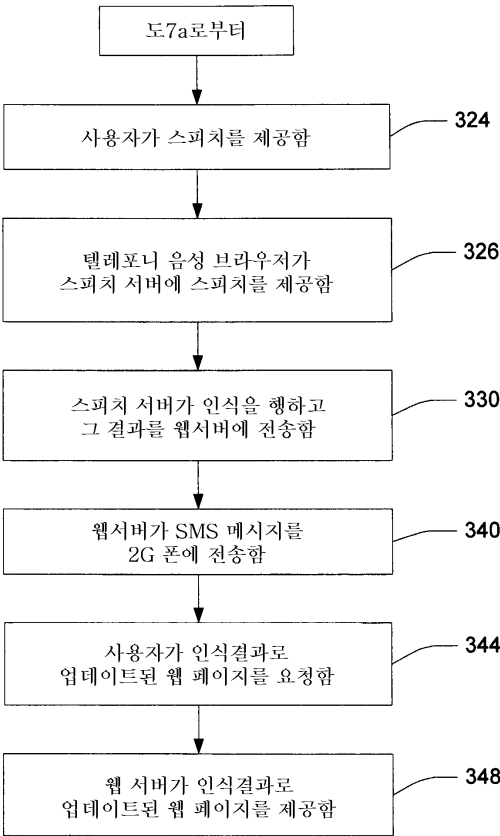 도7a로부터
사용자가 스피치를 제공함
324
텔레포니 음성 브라우저가
스피치 서버에 스피치를 제공함
326
스피치 서버가 인식을 행하고
그 결과를 웹서버에 전송함
330
웹서버가 SMS 메시지를
2G 폰에 전송함
340
사용자가 인식결과로
업데이트된 웹 페이지를 요청함
344
웹 서버가 인식결과로
업데이트된 웹 페이지를 제공함
348